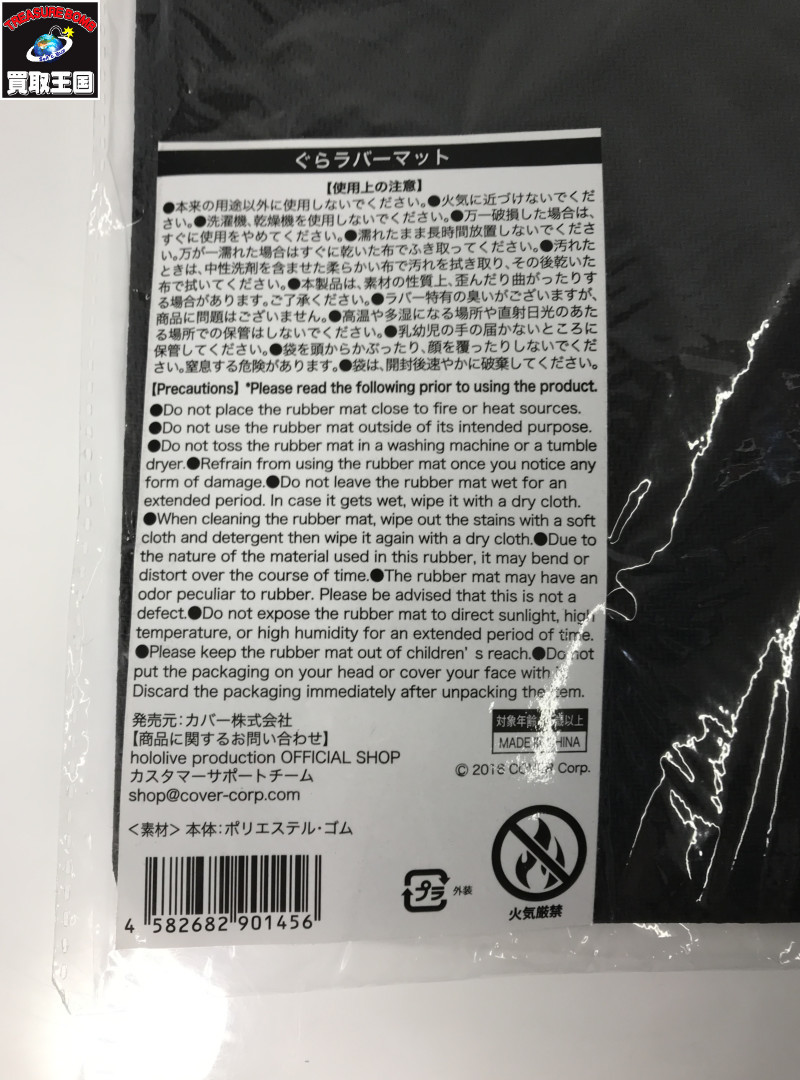 TREASURE BOMB
買取王国
ぐらラバーマット
【使用上の注意】
●本来の用途以外に使用しないでください。●火気に近づけないでくだ
さい。●洗濯機、乾燥機を使用しないでください。●万一破損した場合は、
すぐに使用をやめてください。●濡れたまま長時間放置しないでくださ
い。万が一濡れた場合はすぐに乾いた布でふき取ってください。●汚れた
ときは、中性洗剤を含ませた柔らかい布で汚れを拭き取り、その後乾いた
布で拭いてください。●本製品は、素材の性質上、歪んだり曲がったりす
る場合があります。ご了承ください。●ラバー特有の臭いがございますが、
商品に問題はございません。●高温や多湿になる場所や直射日光のあた
る場所での保管はしないでください。●乳幼児の手の届かないところに
保管してください。●袋を頭からかぶったり、顔を覆ったりしないでくだ
さい。窒息する危険があります。●袋は、開封後速やかに破棄してください。
【Precautions】*Please read the following prior to using the product.
●Do not place the rubber mat close to fire or heat sources.
●Do not use the rubber mat outside of its intended purpose.
●Do not toss the rubber mat in a washing machine or a tumble
dryer.●Refrain from using the rubber mat once you notice any
form of damage.●Do not leave the rubber mat wet for an
extended period. In case it gets wet, wipe it with a dry cloth.
●When cleaning the rubber mat, wipe out the stains with a soft
cloth and detergent then wipe it again with a dry cloth.●Due to
the nature of the material used in this rubber, it may bend or
distort over the course of time.●The rubber mat may have an
odor peculiar to rubber. Please be advised that this is not a
defect.●Do not expose the rubber mat to direct sunlight, high
temperature, or high humidity for an extended period of time.
●Please keep the rubber mat out of children's reach.●Do not
put the packaging on your head or cover your face with
Discard the packaging immediately after unpacking the item.
発売元:カバー株式会社
【商品に関するお問い合わせ】
hololive production OFFICIAL SHOP
カスタマーサポートチーム
shop@cover-corp.com
対象年齢 以上
MADE IN CHINA
© 2016 COVER Corp.
<素材> 本体:ポリエステル・ゴム
4 582682 901456
プラ 外装
火気厳禁